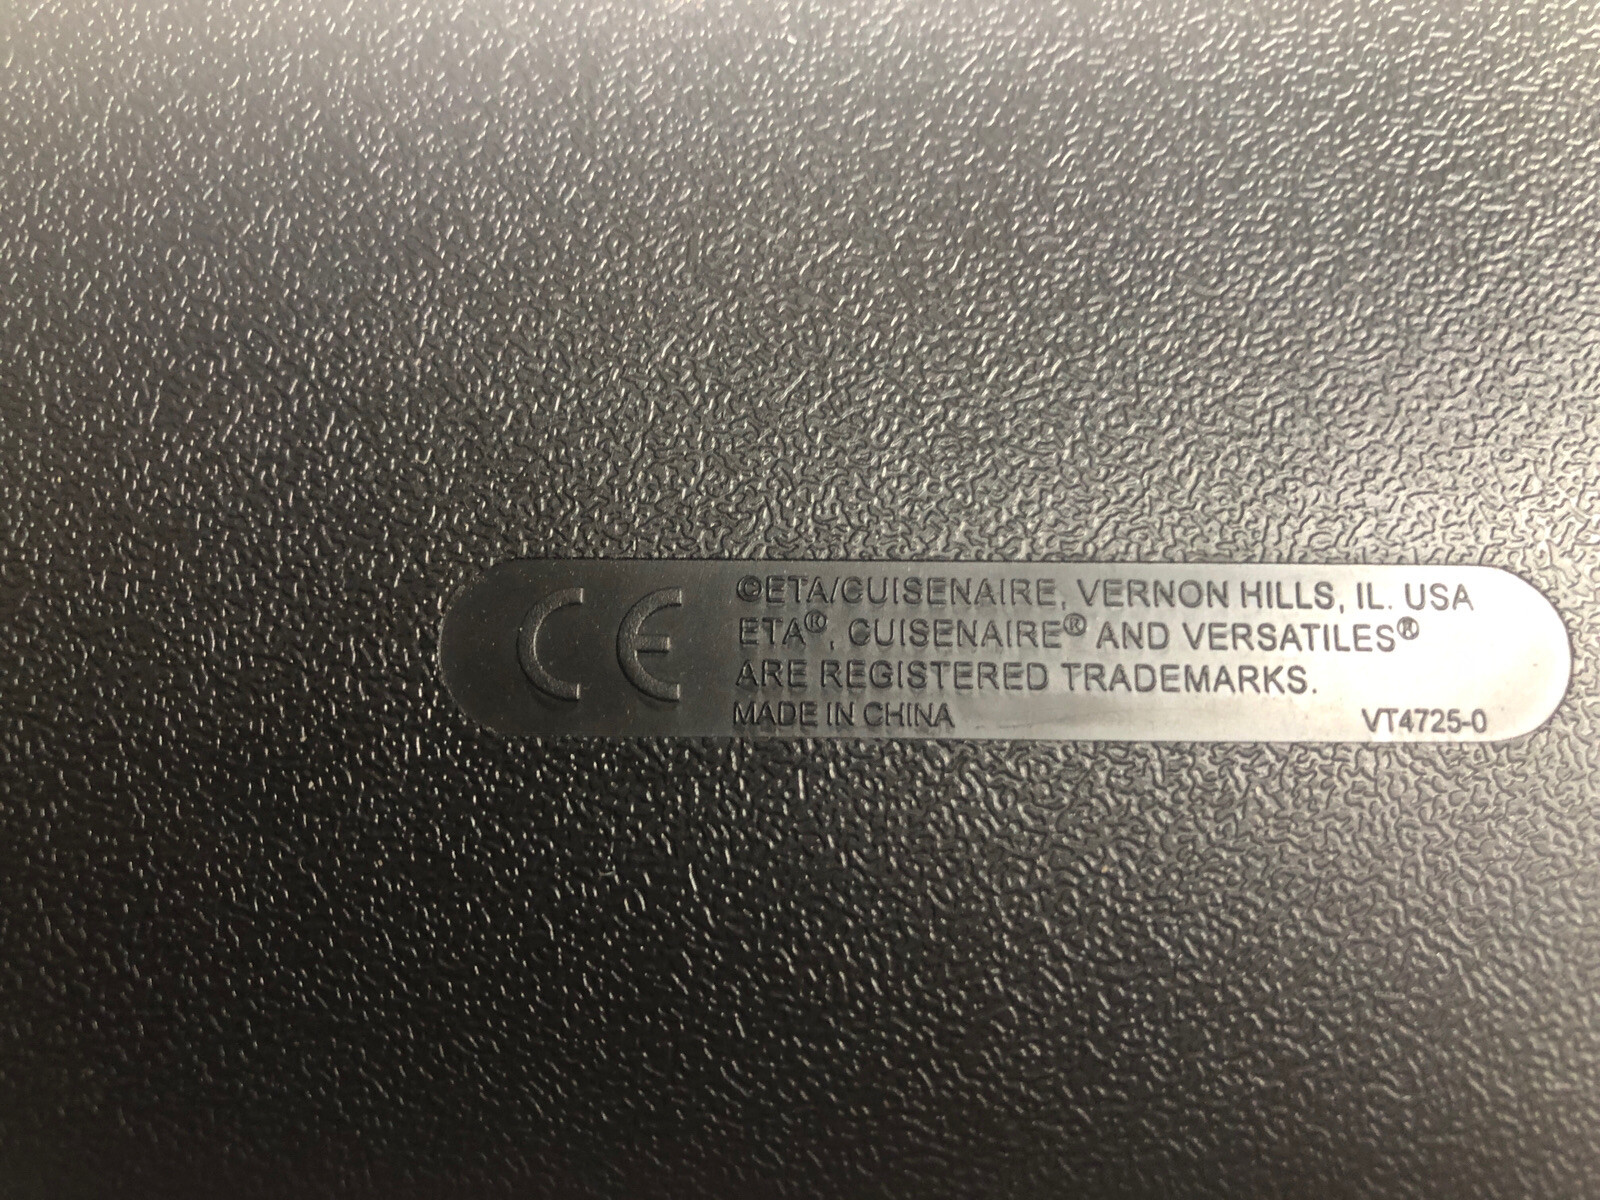 CE
©ETA/CUISENAIRE, VERNON HILLS, IL. USA
ETA®, CUISENAIRE® AND VERSATILES®
ARE REGISTERED TRADEMARKS.
MADE IN CHINA VT4725-0